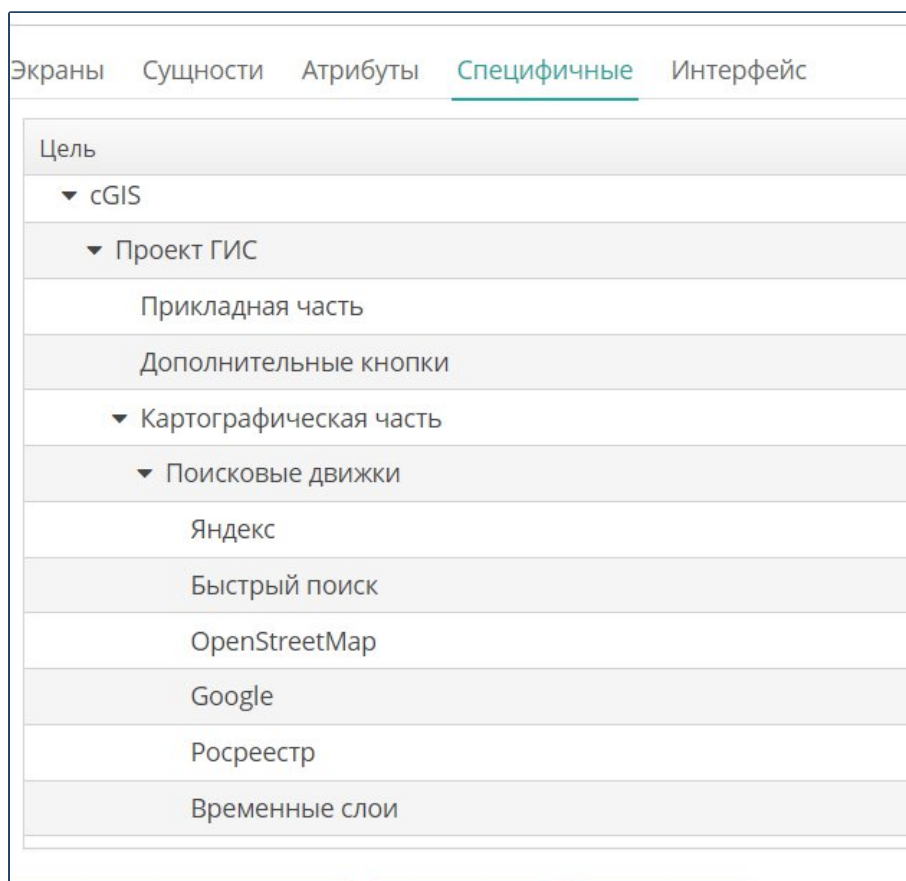 Экраны Сущности Атрибуты Специфичные Интерфейс
Цель
cGIS
Проект ГИС
Прикладная часть
Дополнительные кнопки
Картографическая часть
Поисковые движки
Яндекс
Быстрый поиск
OpenStreetMap
Google
Росреестр
Временные слои